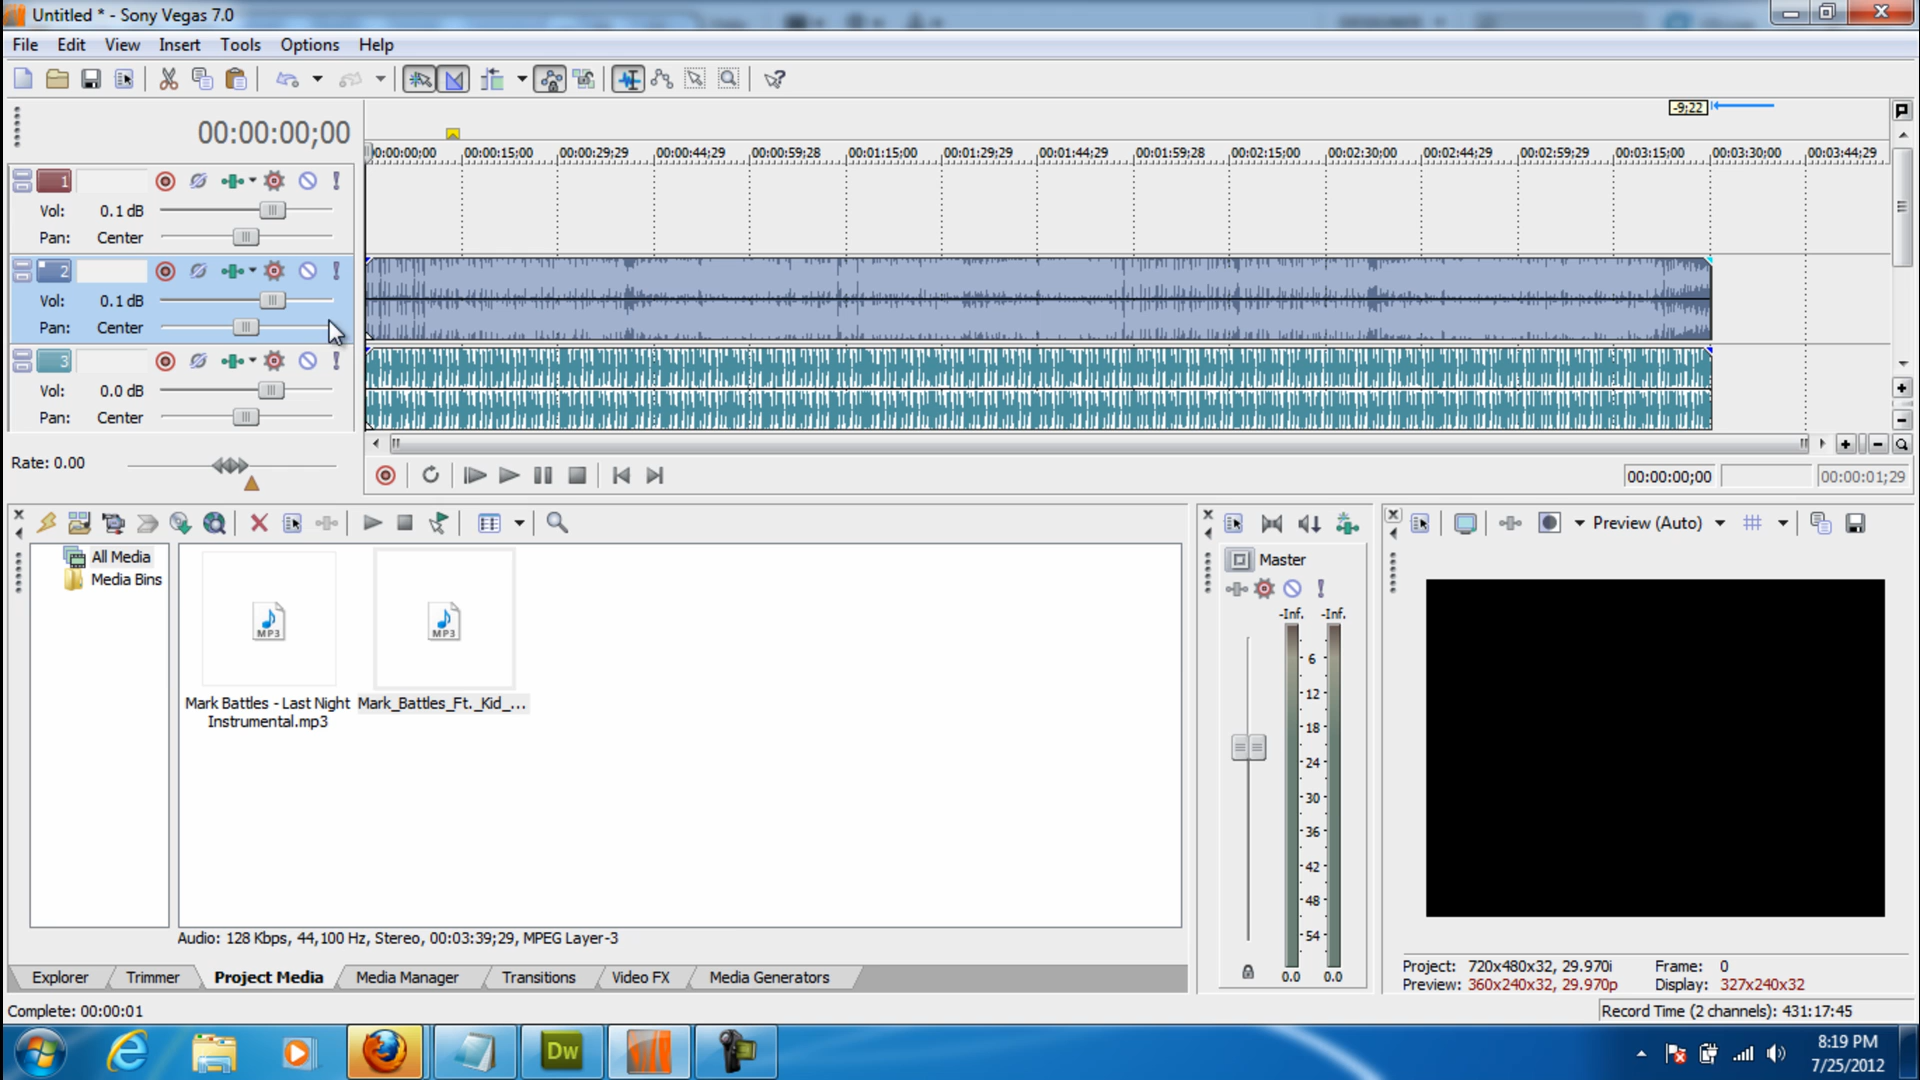 Untitled * - Sony Vegas 7.0
File Edit View Insert Tools Options Help
-9;22
00:00:00;00
00:00:00;00 00:00:15;00 00:00:29;29 00:00:44;29 00:00:59;28 00:01:15;00 00:01:29;29 00:01:44;29 00:01:59;28 00:02:15;00 00:02:30;00 00:02:44;29 00:02:59;29 00:03:15;00 00:03:30;00 00:03:44;29
1
Vol: 0.1 dB
Pan: Center
2
Vol: 0.1 dB
Pan: Center
3
Vol: 0.0 dB
Pan: Center
Rate: 0.00
00:00:00;00 00:00:01;29
All Media
Media Bins
MP3 MP3
Mark Battles - Last Night Mark_Battles_Ft._Kid_...
Instrumental.mp3
Audio: 128 Kbps, 44,100 Hz, Stereo, 00:03:39;29, MPEG Layer-3
Explorer Trimmer Project Media Media Manager Transitions Video FX Media Generators
Master
-Inf. -Inf.
6
12
18
24
30
36
42
48
54
0.0 0.0
Preview (Auto)
Project: 720x480x32, 29.970i Frame: 0
Preview: 360x240x32, 29.970p Display: 327x240x32
Complete: 00:00:01
Record Time (2 channels): 431:17:45
Dw
8:19 PM
7/25/2012